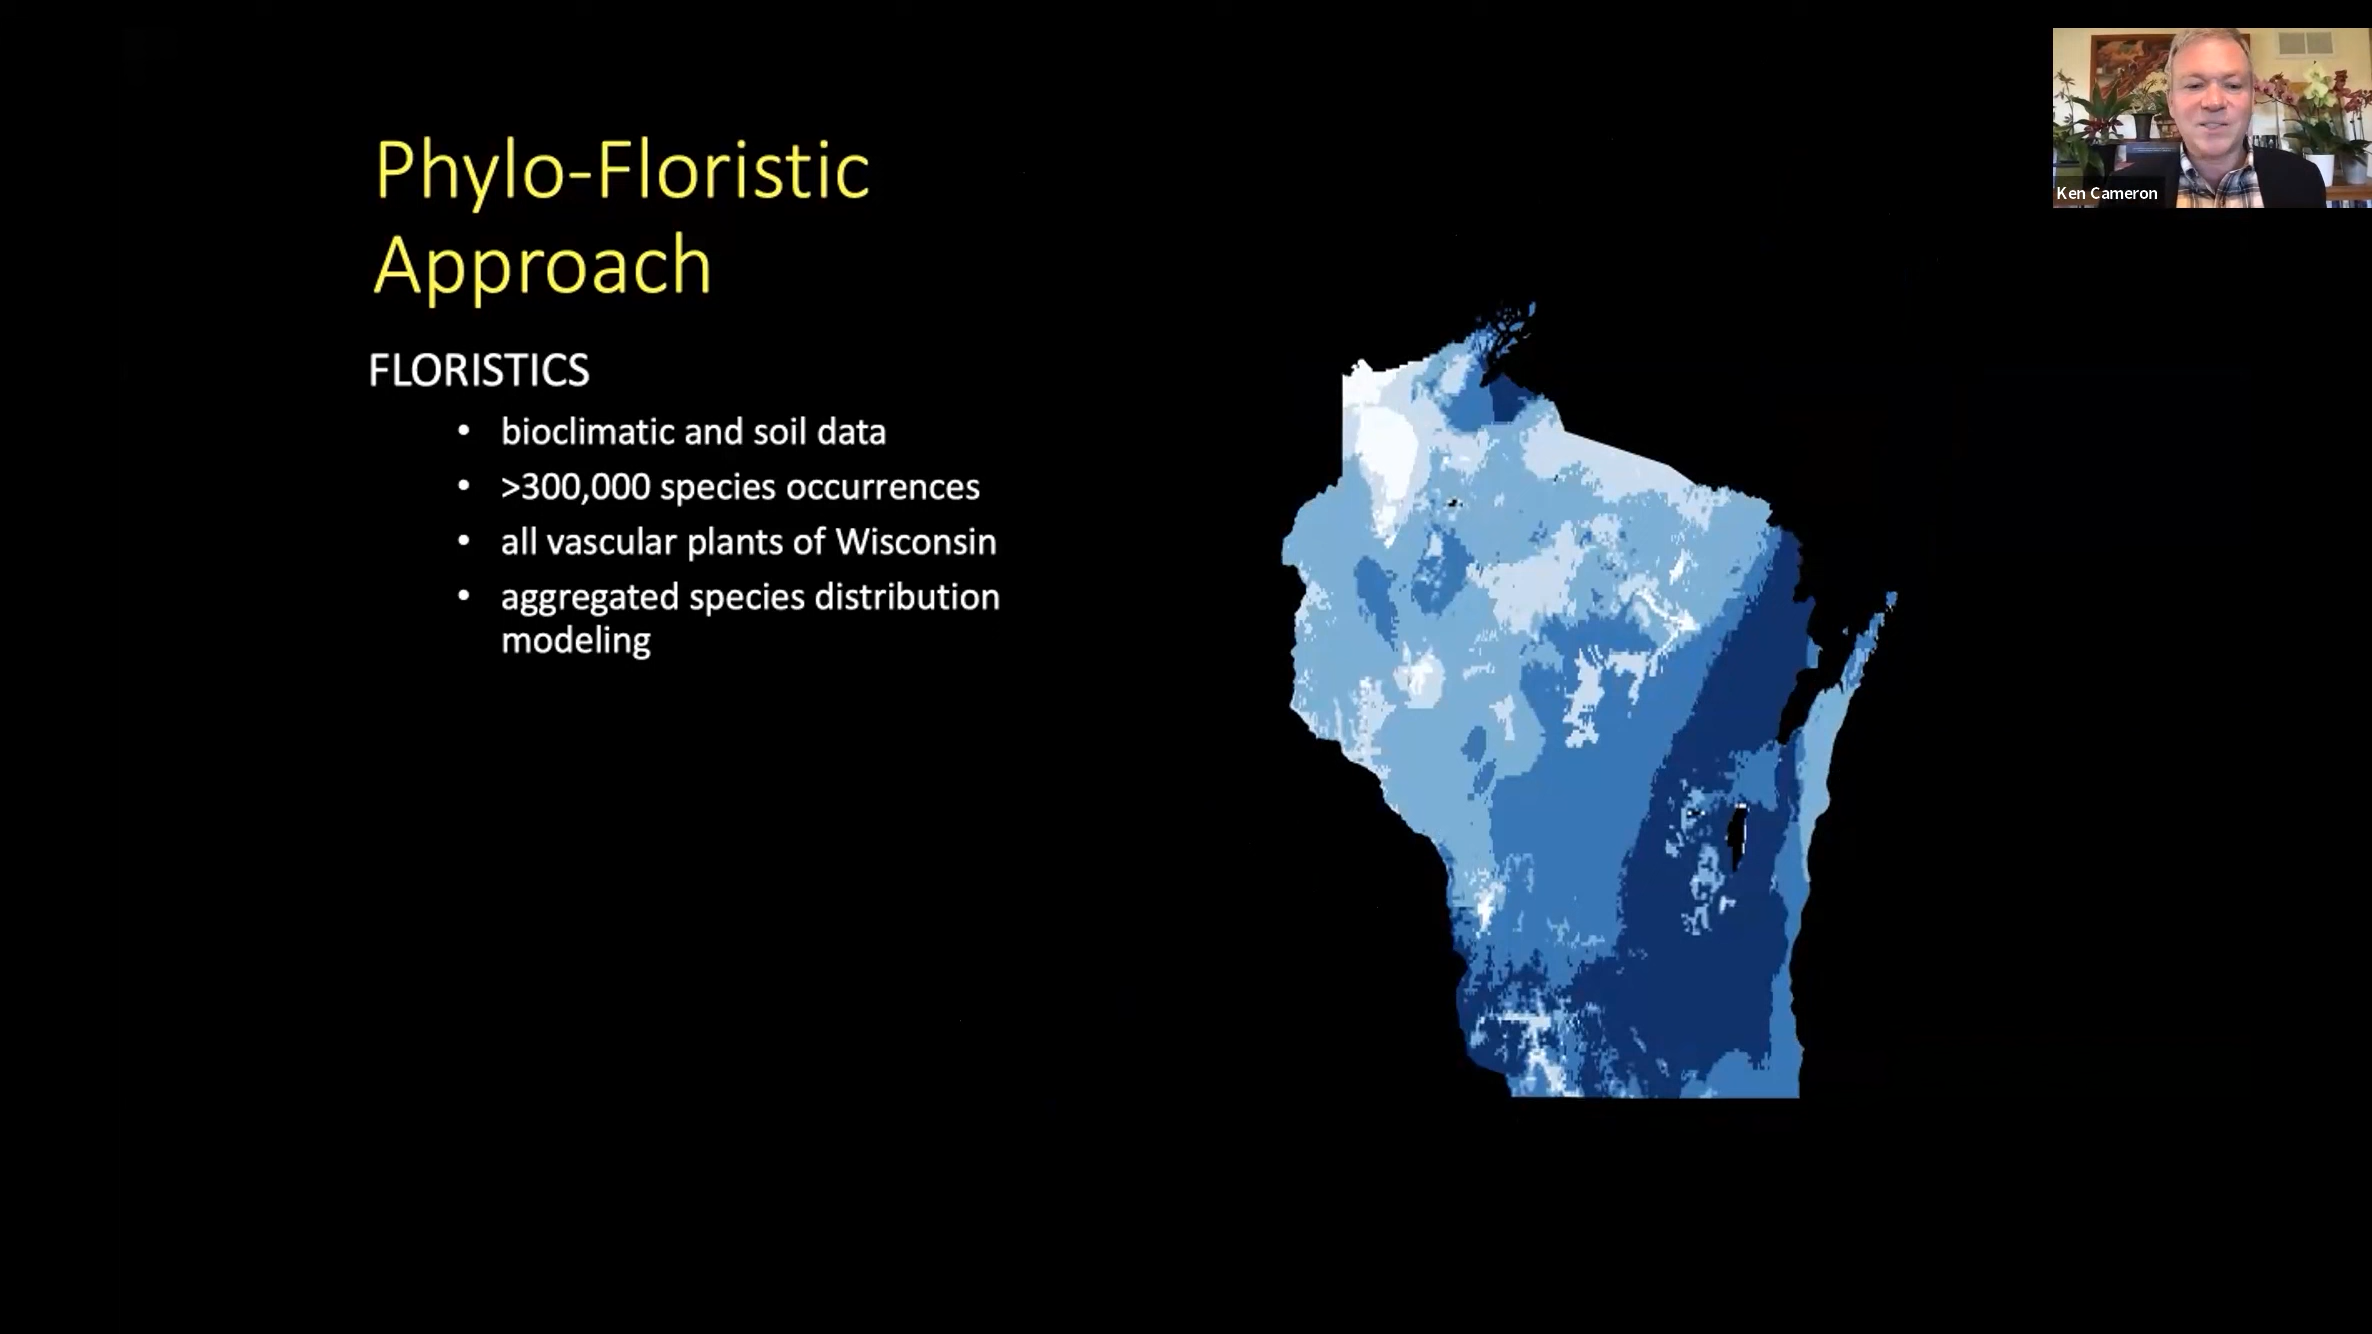 Phylo-Floristic
Approach
FLORISTICS
• bioclimatic and soil data
• >300,000 species occurrences
• all vascular plants of Wisconsin
• aggregated species distribution
modeling
Ken Cameron